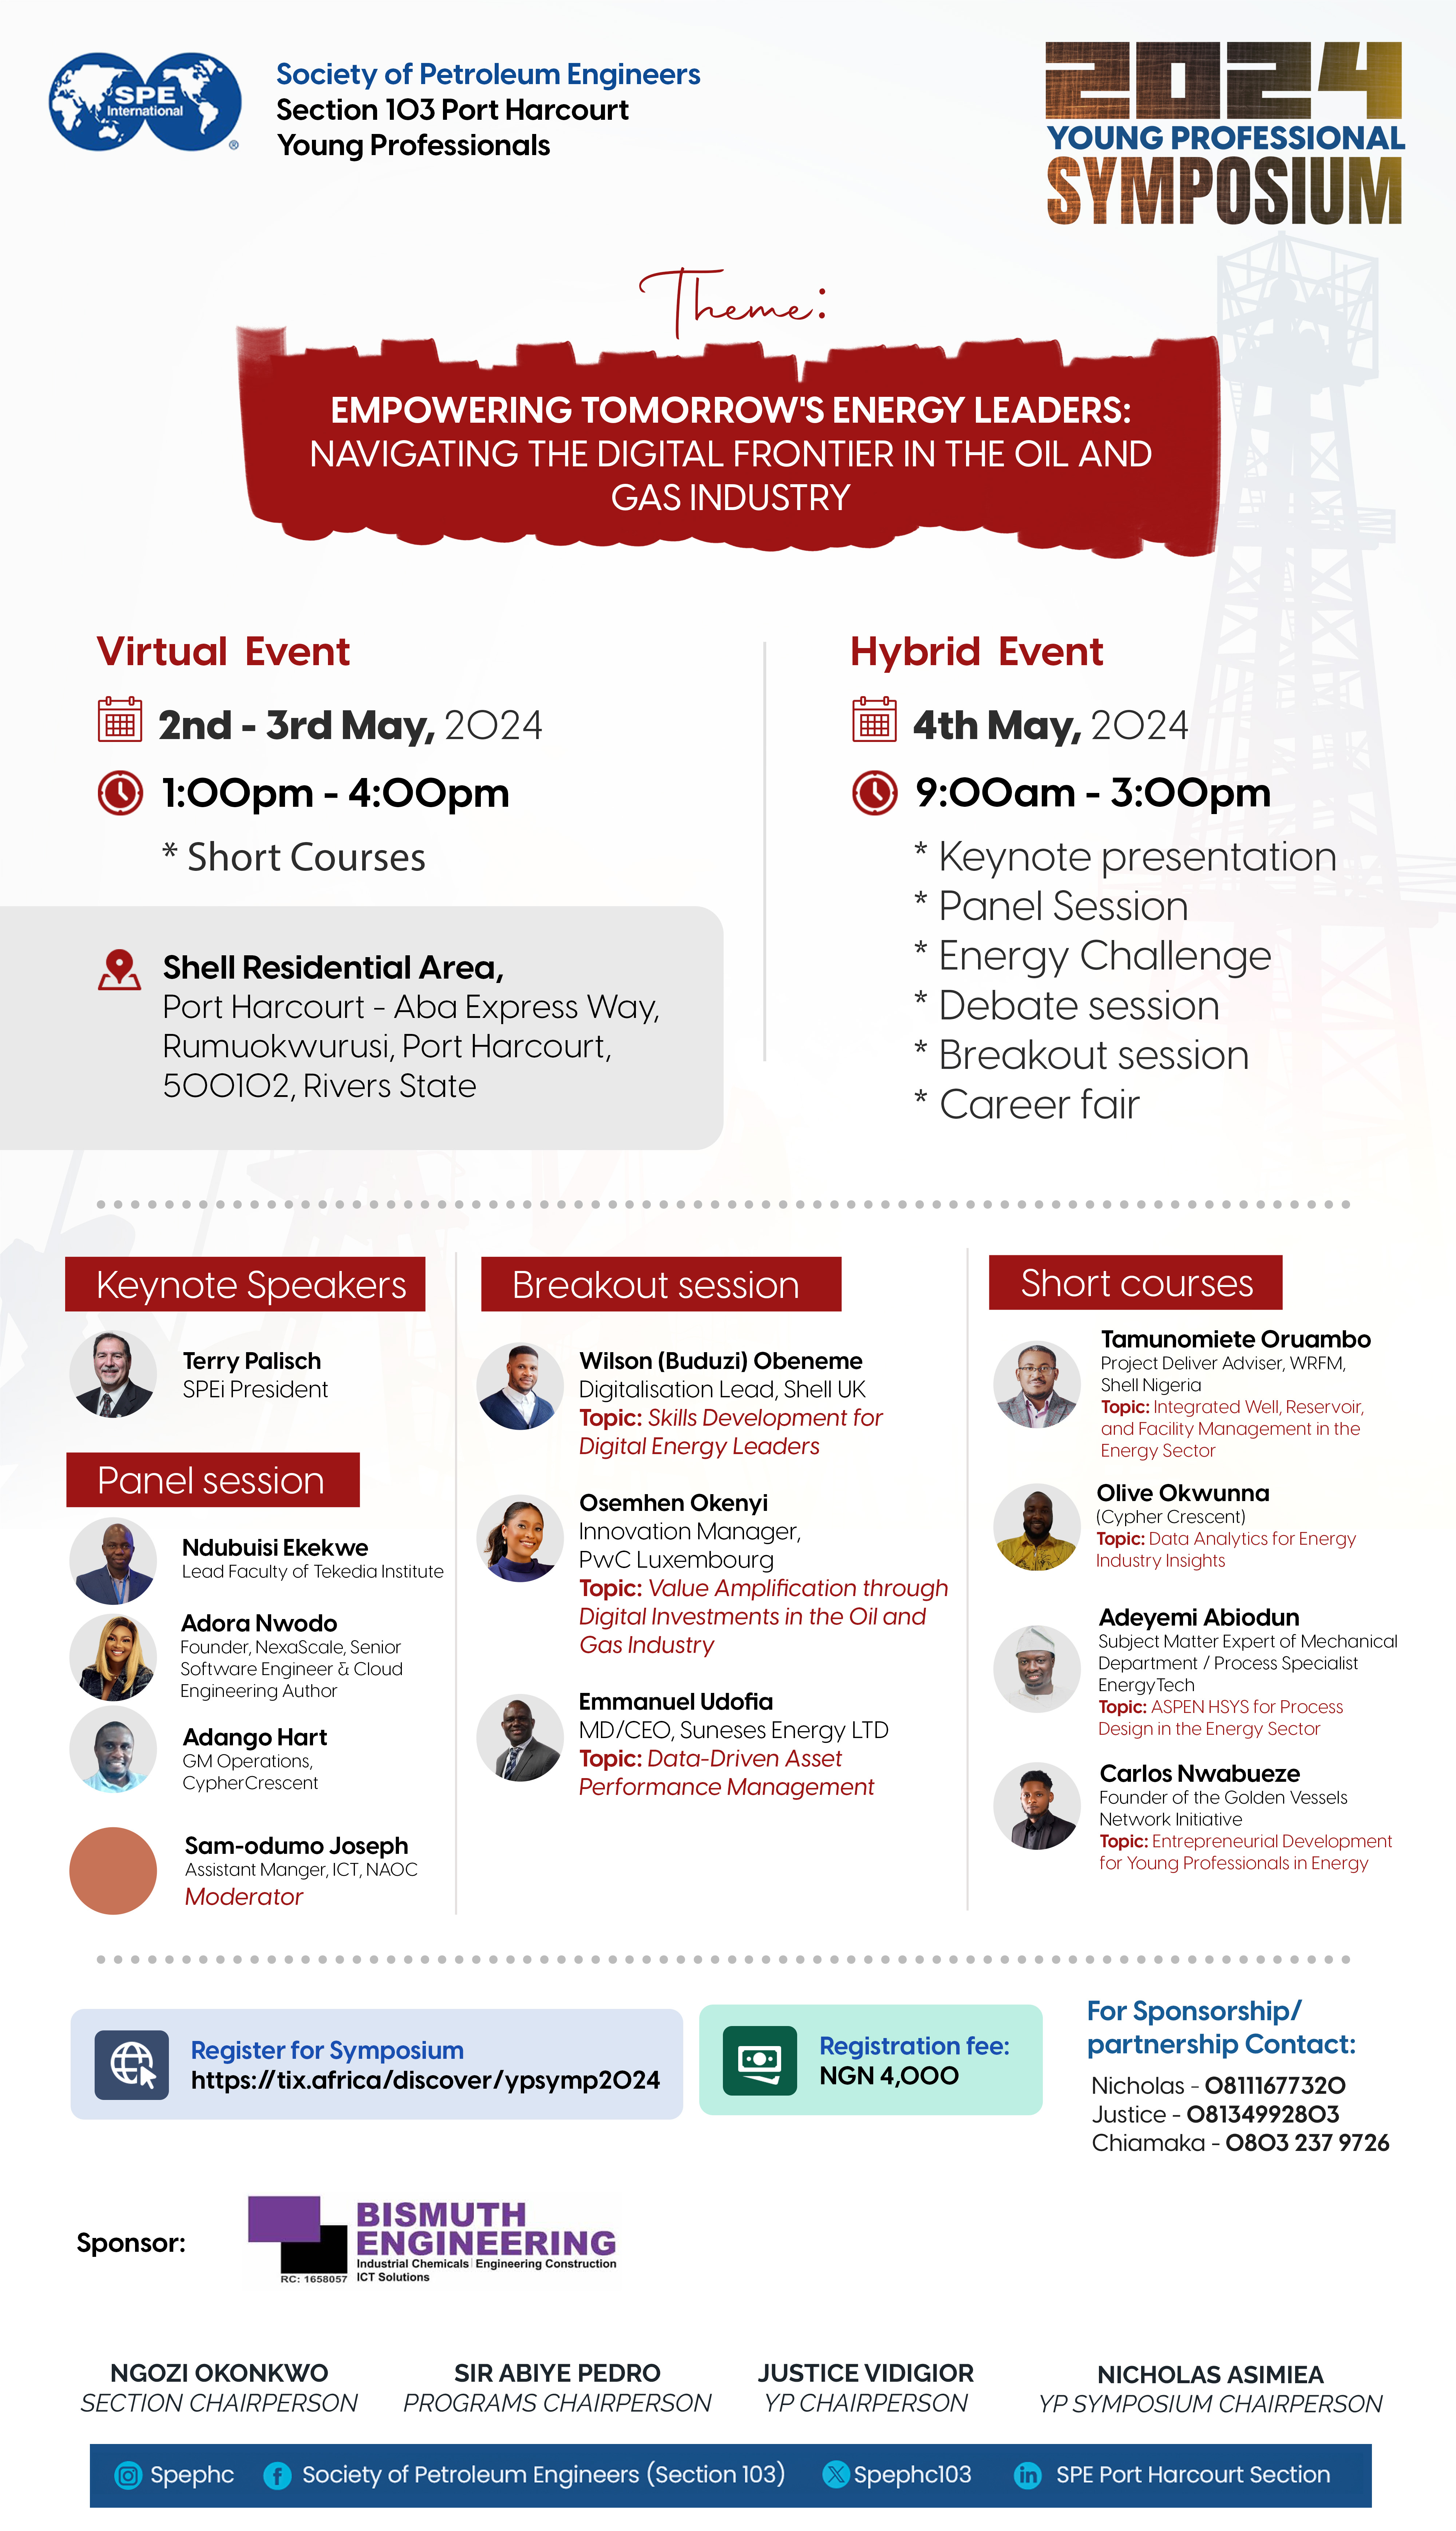 SPE
International
®
Society of Petroleum Engineers
Section 103 Port Harcourt
Young Professionals
2024
YOUNG PROFESSIONAL
SYMPOSIUM
Theme:
EMPOWERING TOMORROW'S ENERGY LEADERS:
NAVIGATING THE DIGITAL FRONTIER IN THE OIL AND
GAS INDUSTRY
Virtual Event
2nd - 3rd May, 2024
1:00pm - 4:00pm
* Short Courses
Shell Residential Area,
Port Harcourt - Aba Express Way,
Rumuokwurusi, Port Harcourt,
500102, Rivers State
Hybrid Event
4th May, 2024
9:00am - 3:00pm
* Keynote presentation
* Panel Session
* Energy Challenge
* Debate session
* Breakout session
* Career fair
Keynote Speakers
Terry Palisch
SPEi President
Panel session
Ndubuisi Ekekwe
Lead Faculty of Tekedia Institute
Adora Nwodo
Founder, NexaScale, Senior
Software Engineer & Cloud
Engineering Author
Adango Hart
GM Operations,
CypherCrescent
Sam-odumo Joseph
Assistant Manger, ICT, NAOC
Moderator
Breakout session
Wilson (Buduzi) Obeneme
Digitalisation Lead, Shell UK
Topic: Skills Development for
Digital Energy Leaders
Osemhen Okenyi
Innovation Manager,
PwC Luxembourg
Topic: Value Amplification through
Digital Investments in the Oil and
Gas Industry
Emmanuel Udofia
MD/CEO, Suneses Energy LTD
Topic: Data-Driven Asset
Performance Management
Short courses
Tamunomiete Oruambo
Project Deliver Adviser, WRFM,
Shell Nigeria
Topic: Integrated Well, Reservoir,
and Facility Management in the
Energy Sector
Olive Okwunna
(Cypher Crescent)
Topic: Data Analytics for Energy
Industry Insights
Adeyemi Abiodun
Subject Matter Expert of Mechanical
Department / Process Specialist
EnergyTech
Topic: ASPEN HSYS for Process
Design in the Energy Sector
Carlos Nwabueze
Founder of the Golden Vessels
Network Initiative
Topic: Entrepreneurial Development
for Young Professionals in Energy
Register for Symposium
https://tix.africa/discover/ypsymp2024
Registration fee:
NGN 4,000
For Sponsorship/
partnership Contact:
Nicholas - 08111677320
Justice - 08134992803
Chiamaka - 0803 237 9726
Sponsor:
BISMUTH
ENGINEERING
Industrial Chemicals | Engineering Construction
ICT Solutions
RC: 1658057
NGOZI OKONKWO
SECTION CHAIRPERSON
SIR ABIYE PEDRO
PROGRAMS CHAIRPERSON
JUSTICE VIDIGIOR
YP CHAIRPERSON
NICHOLAS ASIMIEA
YP SYMPOSIUM CHAIRPERSON
Spephc
Society of Petroleum Engineers (Section 103)
Spephc103
SPE Port Harcourt Section